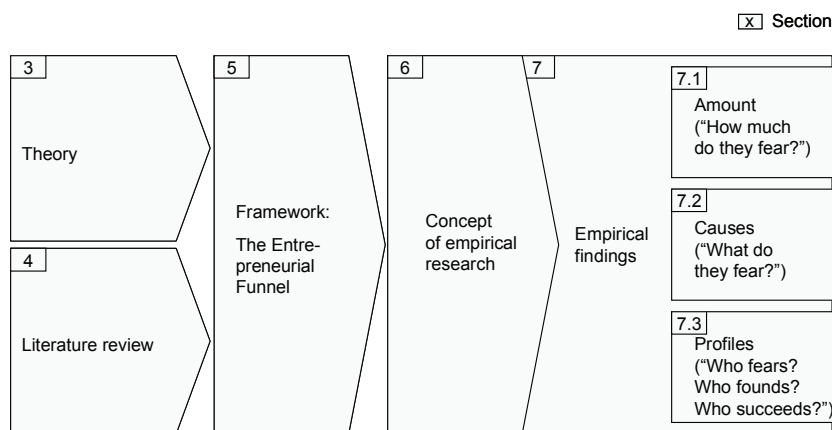 x Section
3
Theory
4
Literature review
5
Framework:
The Entre-
preneurial
Funnel
6
Concept
of empirical
research
7
Empirical
findings
7.1
Amount
(“How much
do they fear?”)
7.2
Causes
(“What do
they fear?”)
7.3
Profiles
(“Who fears?
Who founds?
Who succeeds?”)